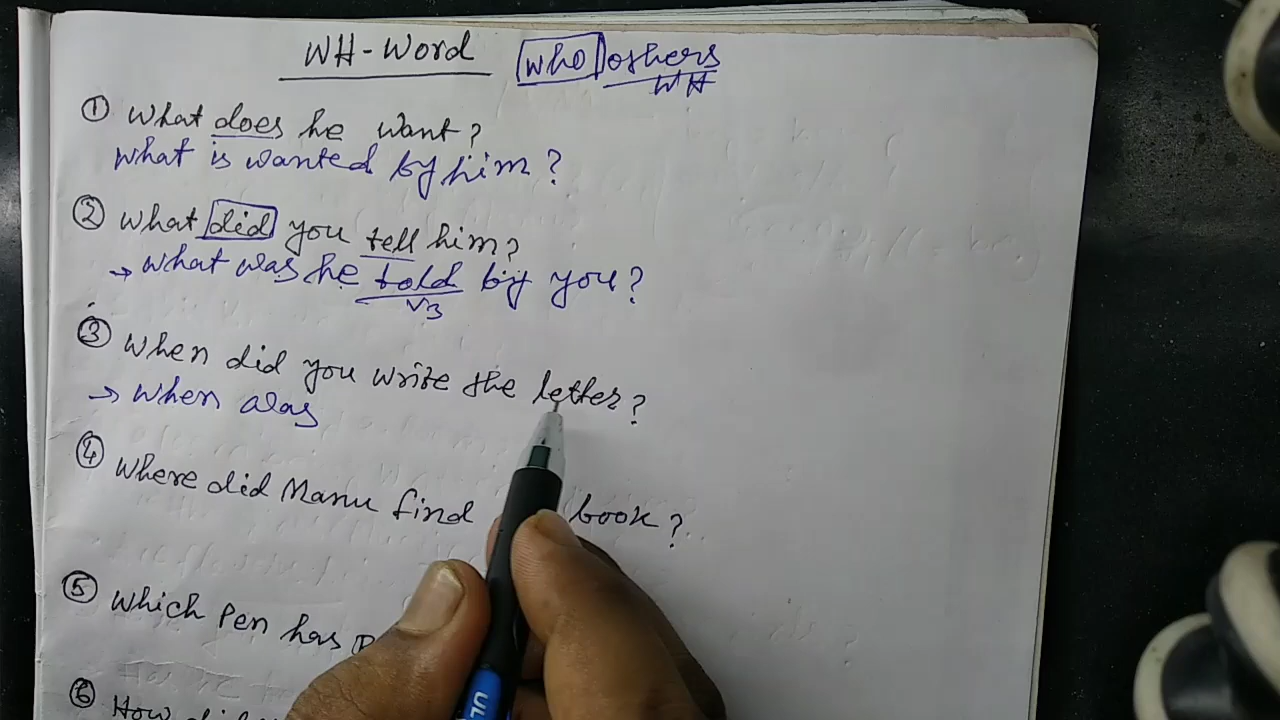 WH-Word who others
WH
① What does he want?
What is wanted by him?
② What did you tell him?
→ What was he told by you?
V3
③ When did you write the letter?
→ When was
④ Where did Manu find book?
⑤ Which Pen has
⑥ How
UL